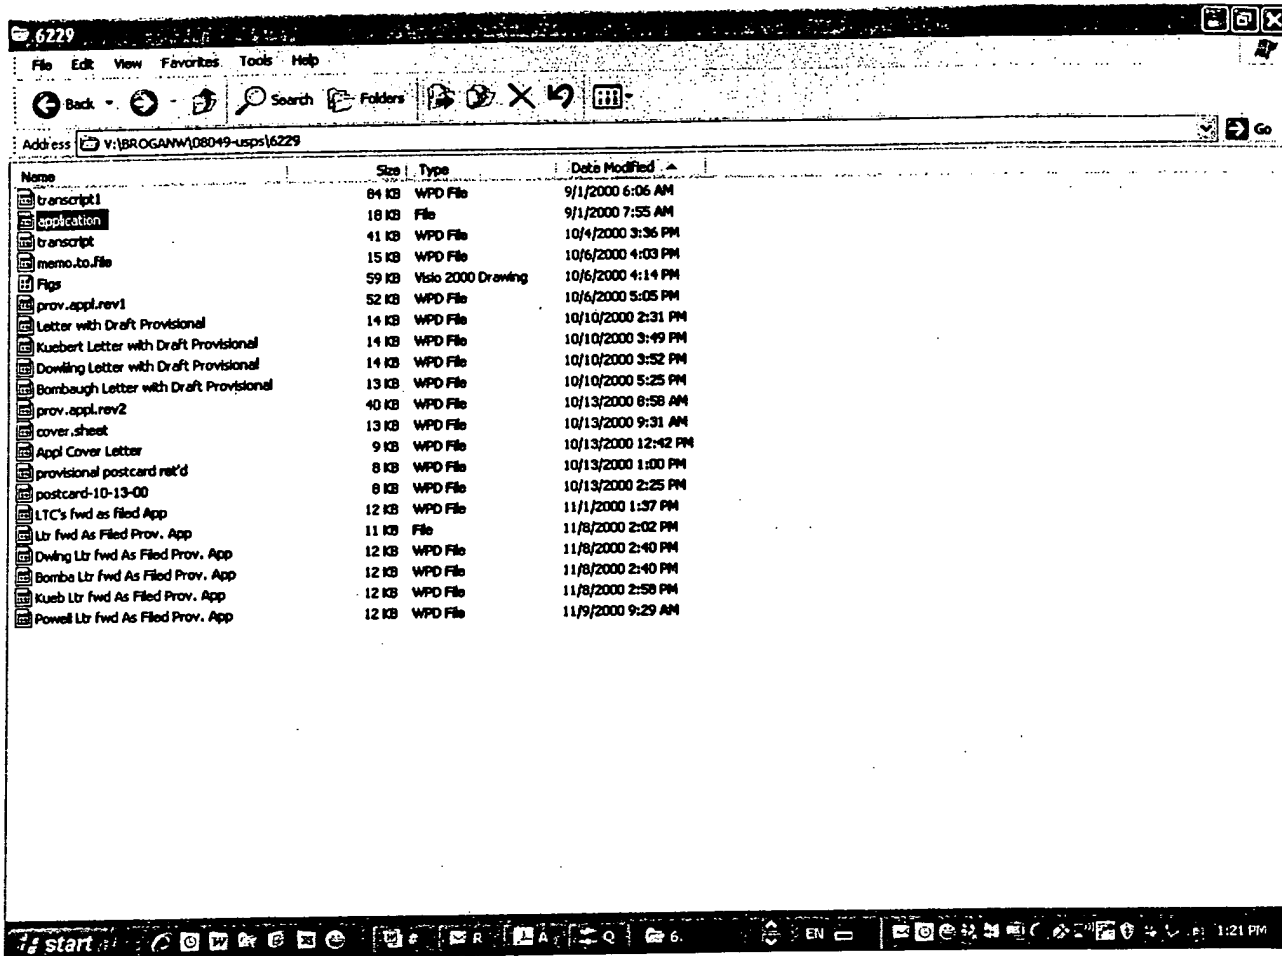 6229
File Edit View Favorites Tools Help
Back Search Folders
Address V:\BROGANW\08049-usps\6229 Go
Name Size Type Date Modified
transcript1 84 KB WPD File 9/1/2000 6:06 AM
application 18 KB File 9/1/2000 7:55 AM
transcript 41 KB WPD File 10/4/2000 3:36 PM
memo.to.file 15 KB WPD File 10/6/2000 4:03 PM
Figs 59 KB Visio 2000 Drawing 10/6/2000 4:14 PM
prov.appl.rev1 52 KB WPD File 10/6/2000 5:05 PM
Letter with Draft Provisional 14 KB WPD File 10/10/2000 2:31 PM
Kuebert Letter with Draft Provisional 14 KB WPD File 10/10/2000 3:49 PM
Dowling Letter with Draft Provisional 14 KB WPD File 10/10/2000 3:52 PM
Bombaugh Letter with Draft Provisional 13 KB WPD File 10/10/2000 5:25 PM
prov.appl.rev2 40 KB WPD File 10/13/2000 8:58 AM
cover.sheet 13 KB WPD File 10/13/2000 9:31 AM
Appl Cover Letter 9 KB WPD File 10/13/2000 12:42 PM
provisional postcard ret'd 8 KB WPD File 10/13/2000 1:00 PM
postcard-10-13-00 8 KB WPD File 10/13/2000 2:25 PM
LTC's fwd as filed App 12 KB WPD File 11/1/2000 1:37 PM
Ltr fwd As Filed Prov. App 11 KB File 11/8/2000 2:02 PM
Dwlng Ltr fwd As Filed Prov. App 12 KB WPD File 11/8/2000 2:40 PM
Bomba Ltr fwd As Filed Prov. App 12 KB WPD File 11/8/2000 2:40 PM
Kueb Ltr fwd As Filed Prov. App 12 KB WPD File 11/8/2000 2:58 PM
Powell Ltr fwd As Filed Prov. App 12 KB WPD File 11/9/2000 9:29 AM
start R A Q 6. EN 1:21 PM